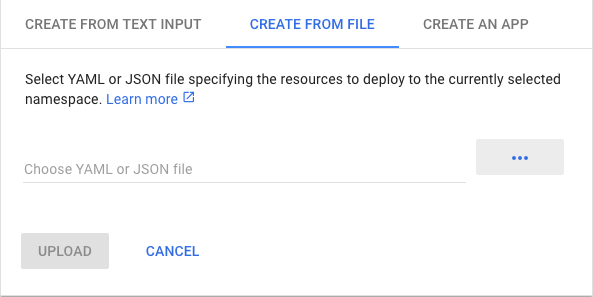 CREATE FROM TEXT INPUT CREATE FROM FILE CREATE AN APP
Select YAML or JSON file specifying the resources to deploy to the currently selected
namespace. Learn more
Choose YAML or JSON file
...
UPLOAD CANCEL